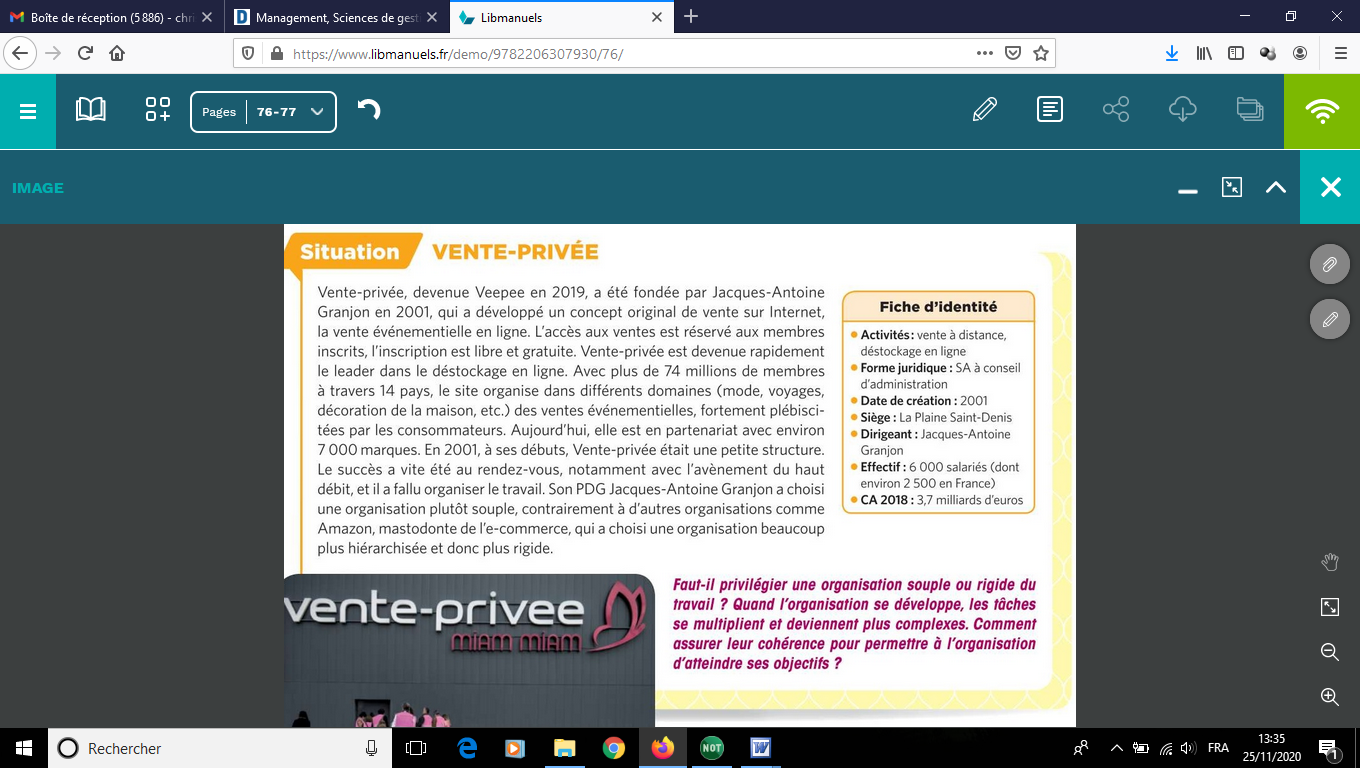 Boîte de réception (5 886) - chri
Management, Sciences de gest
Libmanuels
https://www.libmanuels.fr/demo/9782206307930/76/
Pages 76-77
IMAGE
Situation VENTE-PRIVÉE
Vente-privée, devenue Veepee en 2019, a été fondée par Jacques-Antoine
Granjon en 2001, qui a développé un concept original de vente sur Internet,
la vente événementielle en ligne. L'accès aux ventes est réservé aux membres
inscrits, l'inscription est libre et gratuite. Vente-privée est devenue rapidement
le leader dans le déstockage en ligne. Avec plus de 74 millions de membres
à travers 14 pays, le site organise dans différents domaines (mode, voyages,
décoration de la maison, etc.) des ventes événementielles, fortement plébisci-
tées par les consommateurs. Aujourd'hui, elle est en partenariat avec environ
7 000 marques. En 2001, à ses débuts, Vente-privée était une petite structure.
Le succès a vite été au rendez-vous, notamment avec l'avènement du haut
débit, et il a fallu organiser le travail. Son PDG Jacques-Antoine Granjon a choisi
une organisation plutôt souple, contrairement à d'autres organisations comme
Amazon, mastodonte de l'e-commerce, qui a choisi une organisation beaucoup
plus hiérarchisée et donc plus rigide.
Fiche d'identité
• Activités : vente à distance,
déstockage en ligne
• Forme juridique : SA à conseil
d'administration
• Date de création : 2001
• Siège : La Plaine Saint-Denis
• Dirigeant : Jacques-Antoine
Granjon
• Effectif : 6 000 salariés (dont
environ 2 500 en France)
• CA 2018 : 3,7 milliards d'euros
vente-privee
MIAM MIAM
Faut-il privilégier une organisation souple ou rigide du
travail ? Quand l'organisation se développe, les tâches
se multiplient et deviennent plus complexes. Comment
assurer leur cohérence pour permettre à l'organisation
d'atteindre ses objectifs ?
Rechercher
NOT
FRA
13:35
25/11/2020
1